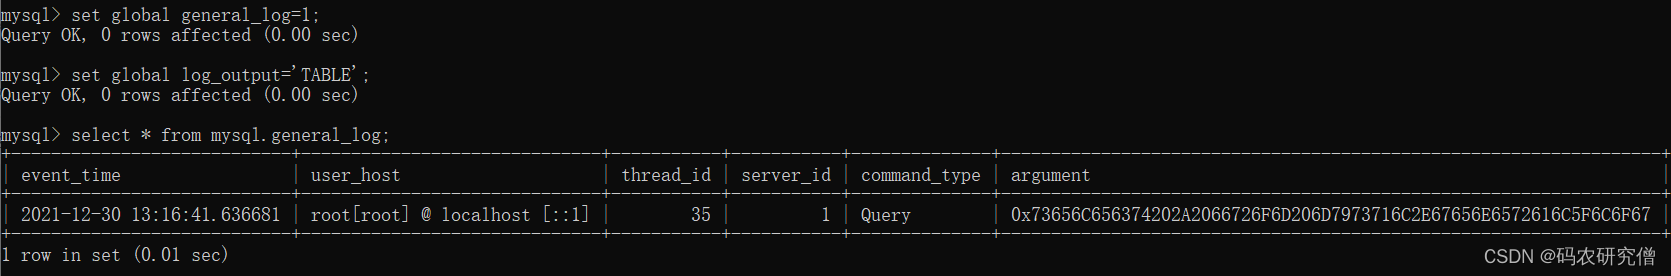 mysql> set global general_log=1;
Query OK, 0 rows affected (0.00 sec)
mysql> set global log_output='TABLE';
Query OK, 0 rows affected (0.00 sec)
mysql> select * from mysql.general_log;
| event_time | user_host | thread_id | server_id | command_type | argument |
| 2021-12-30 13:16:41.636681 | root[root] @ localhost [::1] | 35 | 1 | Query | 0x73656C656374202A2066726F6D206D7973716C2E67656E6572616C5F6C6F67 |
1 row in set (0.01 sec)
CSDN @码农研究僧